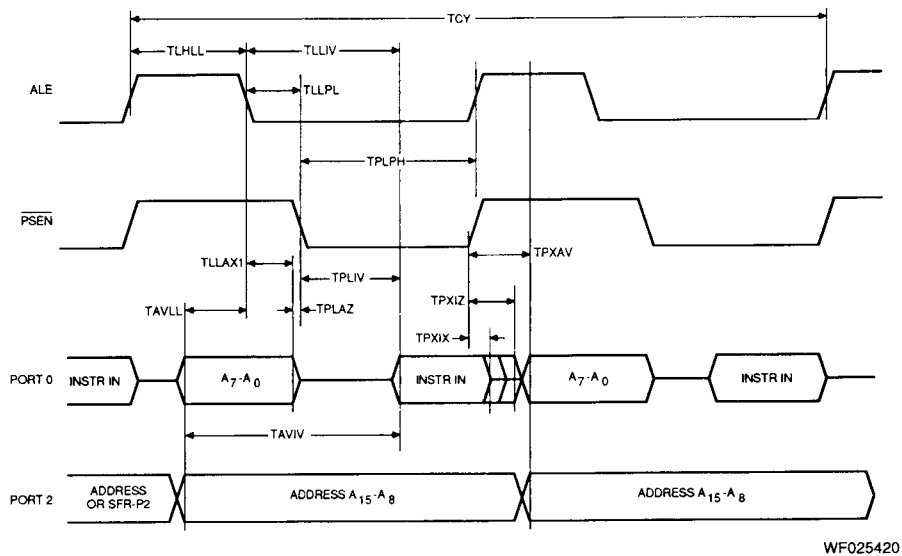 TCY
TLHLL
TLLIV
ALE
TLLPL
TPLPH
PSEN
TLLAX1
TPLIV
TPXAV
TAVLL
TPLAZ
TPXIZ
TPXIX
PORT 0
INSTR IN
A7-A0
INSTR IN
A7-A0
INSTR IN
TAVIV
PORT 2
ADDRESS
OR SFR-P2
ADDRESS A15-A8
ADDRESS A15-A8
WF025420